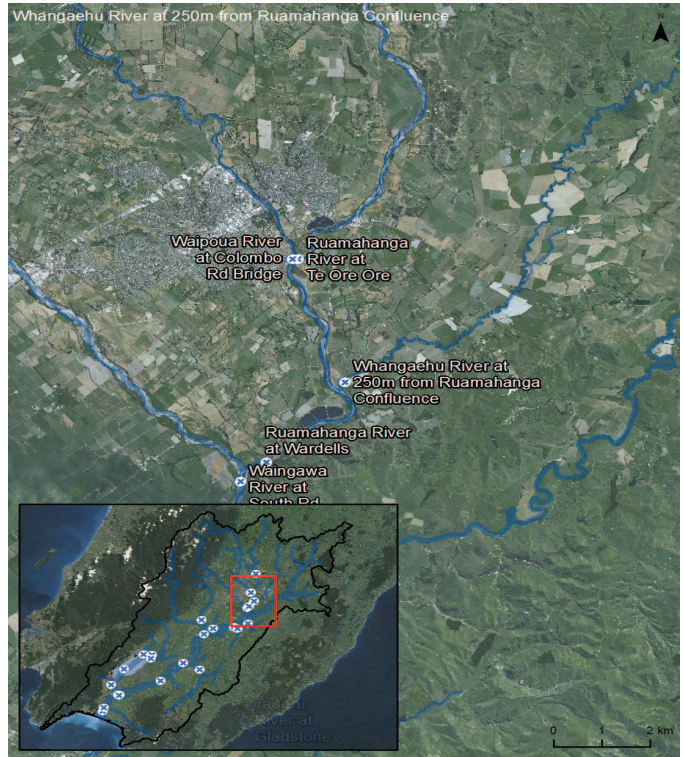 Whangaehu River at 250m from Ruamahanga Confluence
N
Waipoua River
at Colombo
Rd Bridge
Ruamahanga
River at
Te Ore Ore
Whangaehu River at
250m from Ruamahanga
Confluence
Ruamahanga River
at Wardells
Waingawa
River at
South Rd
River at
Gladstone
0 1 2 km